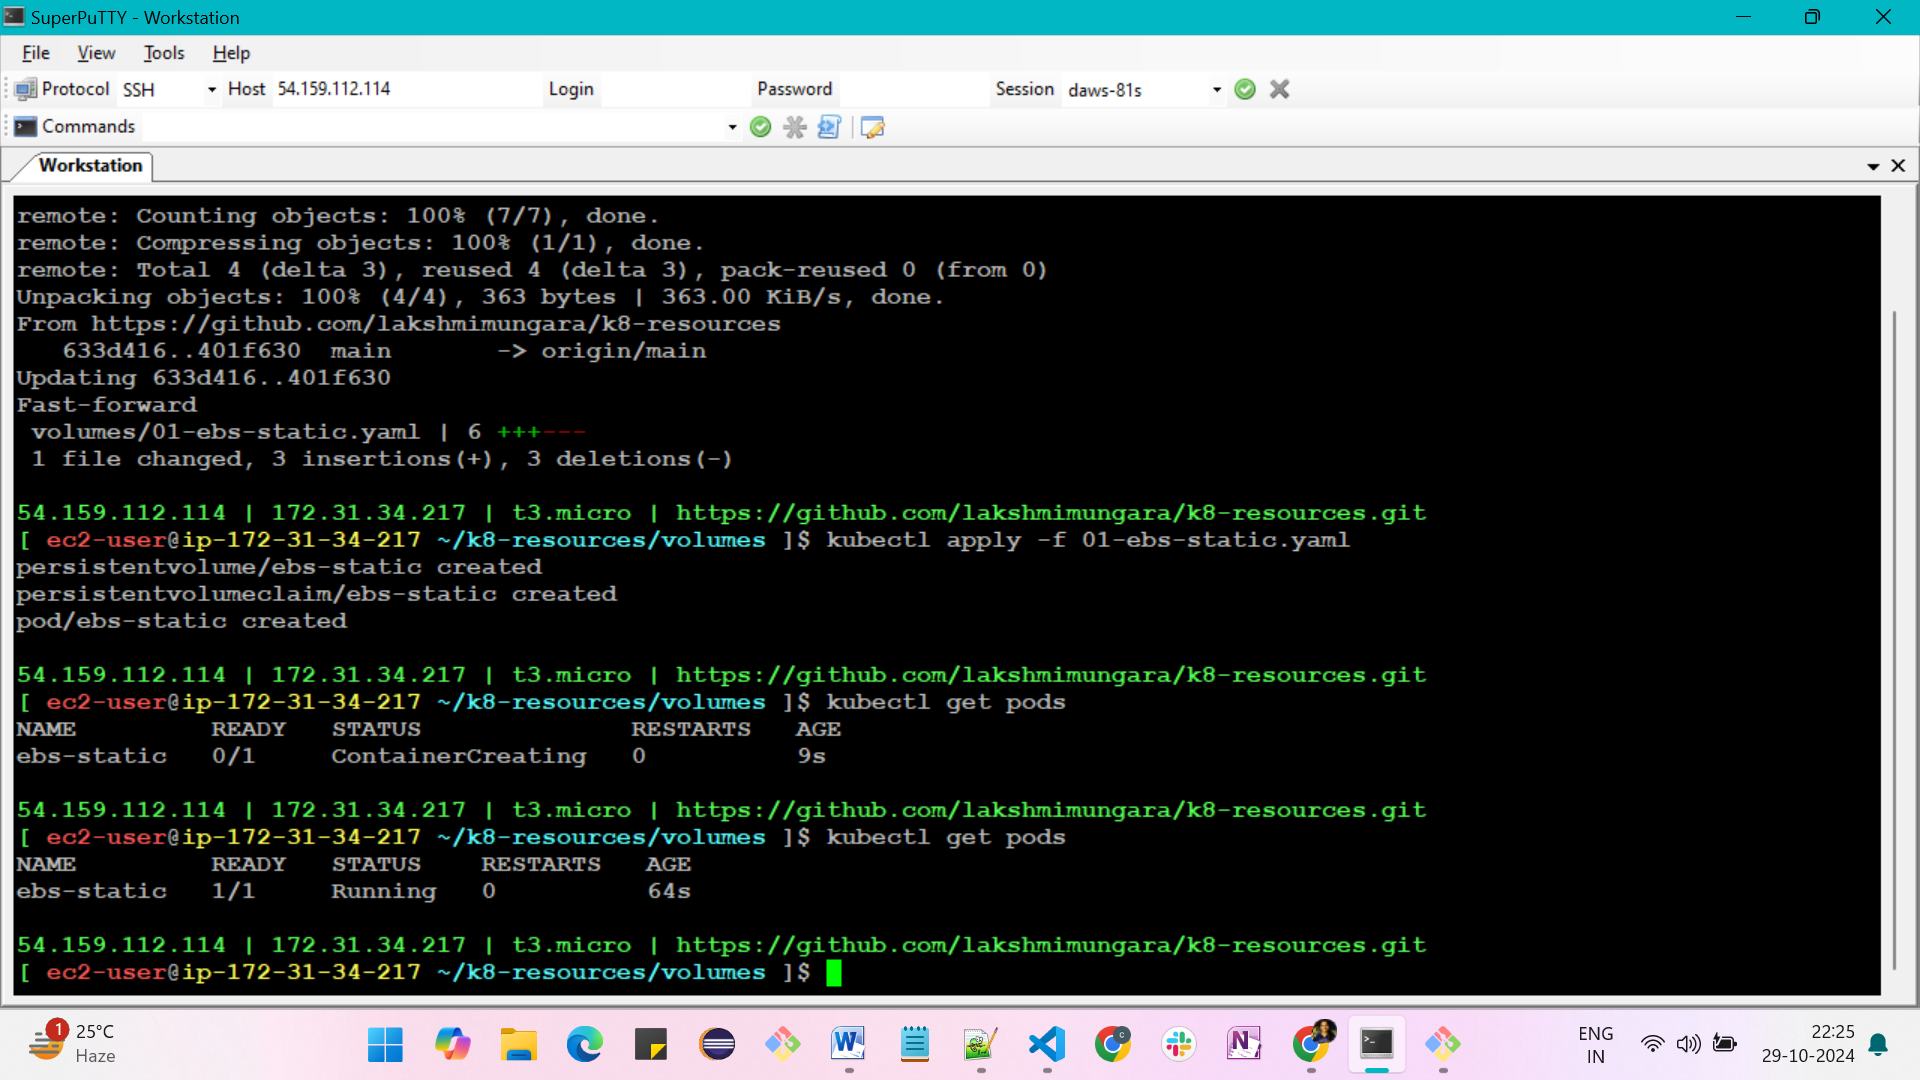 SuperPuTTY - Workstation
File View Tools Help
Protocol SSH Host 54.159.112.114 Login Password Session daws-81s
Commands
Workstation
remote: Counting objects: 100% (7/7), done.
remote: Compressing objects: 100% (1/1), done.
remote: Total 4 (delta 3), reused 4 (delta 3), pack-reused 0 (from 0)
Unpacking objects: 100% (4/4), 363 bytes | 363.00 KiB/s, done.
From https://github.com/lakshmimungara/k8-resources
633d416..401f630 main -> origin/main
Updating 633d416..401f630
Fast-forward
volumes/01-ebs-static.yaml | 6 +++---
1 file changed, 3 insertions(+), 3 deletions(-)
54.159.112.114 | 172.31.34.217 | t3.micro | https://github.com/lakshmimungara/k8-resources.git
[ ec2-user@ip-172-31-34-217 ~/k8-resources/volumes ]$ kubectl apply -f 01-ebs-static.yaml
persistentvolume/ebs-static created
persistentvolumeclaim/ebs-static created
pod/ebs-static created
54.159.112.114 | 172.31.34.217 | t3.micro | https://github.com/lakshmimungara/k8-resources.git
[ ec2-user@ip-172-31-34-217 ~/k8-resources/volumes ]$ kubectl get pods
NAME READY STATUS RESTARTS AGE
ebs-static 0/1 ContainerCreating 0 9s
54.159.112.114 | 172.31.34.217 | t3.micro | https://github.com/lakshmimungara/k8-resources.git
[ ec2-user@ip-172-31-34-217 ~/k8-resources/volumes ]$ kubectl get pods
NAME READY STATUS RESTARTS AGE
ebs-static 1/1 Running 0 64s
54.159.112.114 | 172.31.34.217 | t3.micro | https://github.com/lakshmimungara/k8-resources.git
[ ec2-user@ip-172-31-34-217 ~/k8-resources/volumes ]$
1 25°C
Haze
ENG
IN
22:25
29-10-2024